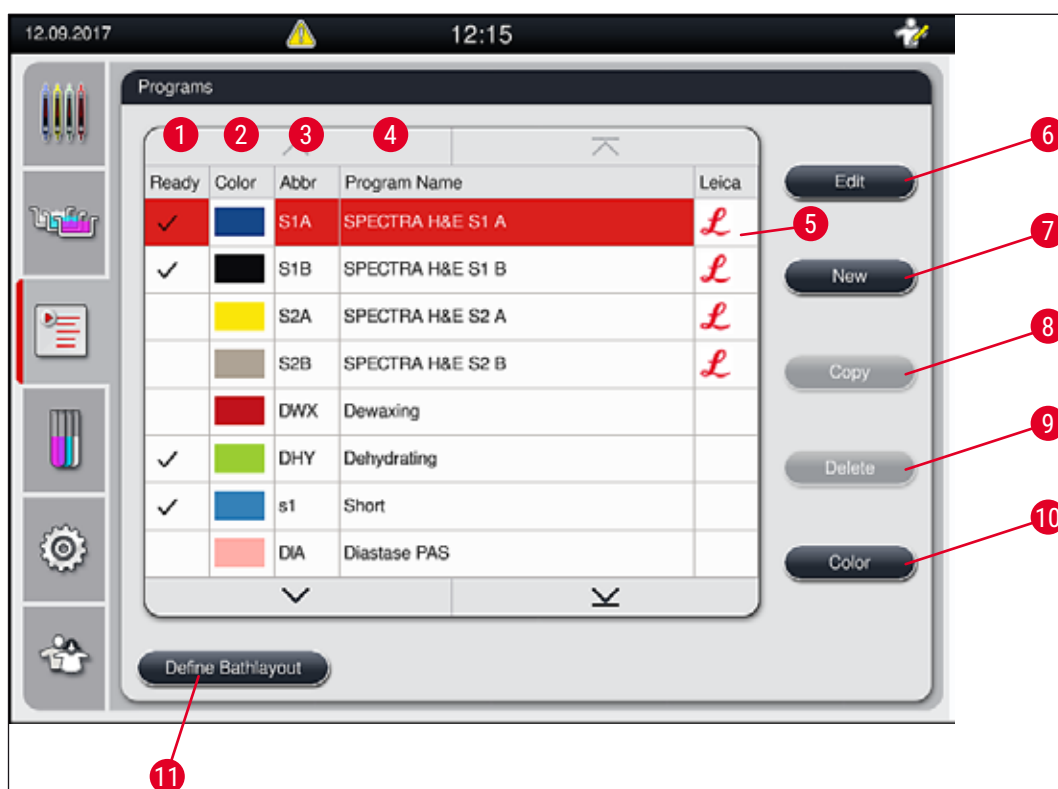 12.09.2017 12:15
Programs
1 2 3 4
Ready Color Abbr Program Name Leica
S1A SPECTRA H&E S1 A
S1B SPECTRA H&E S1 B
S2A SPECTRA H&E S2 A
S2B SPECTRA H&E S2 B
DWX Dewaxing
DHY Dehydrating
s1 Short
DIA Diastase PAS
5
Edit
6
New
7
Copy
8
Delete
9
Color
10
Define Bathlayout
11